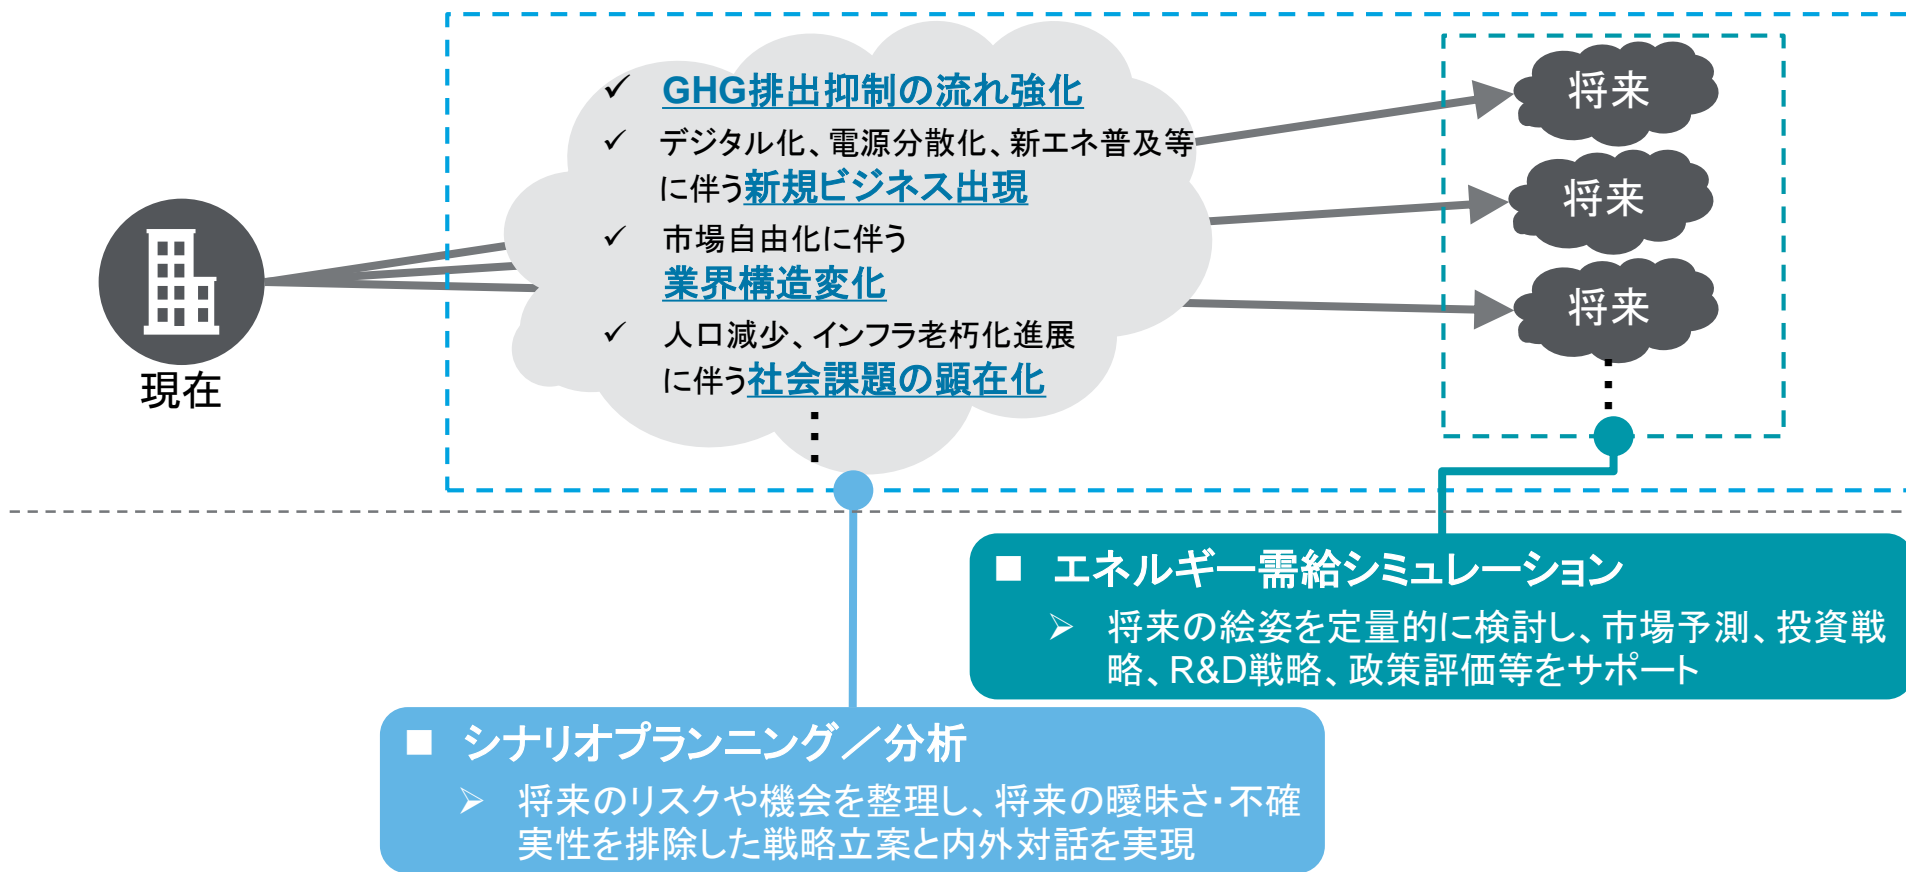 ✓ GHG排出抑制の流れ強化
✓ デジタル化、電源分散化、新エネ普及等
に伴う新規ビジネス出現
✓ 市場自由化に伴う
業界構造変化
✓ 人口減少、インフラ老朽化進展
に伴う社会課題の顕在化
現在
将来
将来
将来
■ エネルギー需給シミュレーション
➢ 将来の絵姿を定量的に検討し、市場予測、投資戦
略、R&D戦略、政策評価等をサポート
■ シナリオプランニング／分析
➢ 将来のリスクや機会を整理し、将来の曖昧さ・不確
実性を排除した戦略立案と内外対話を実現